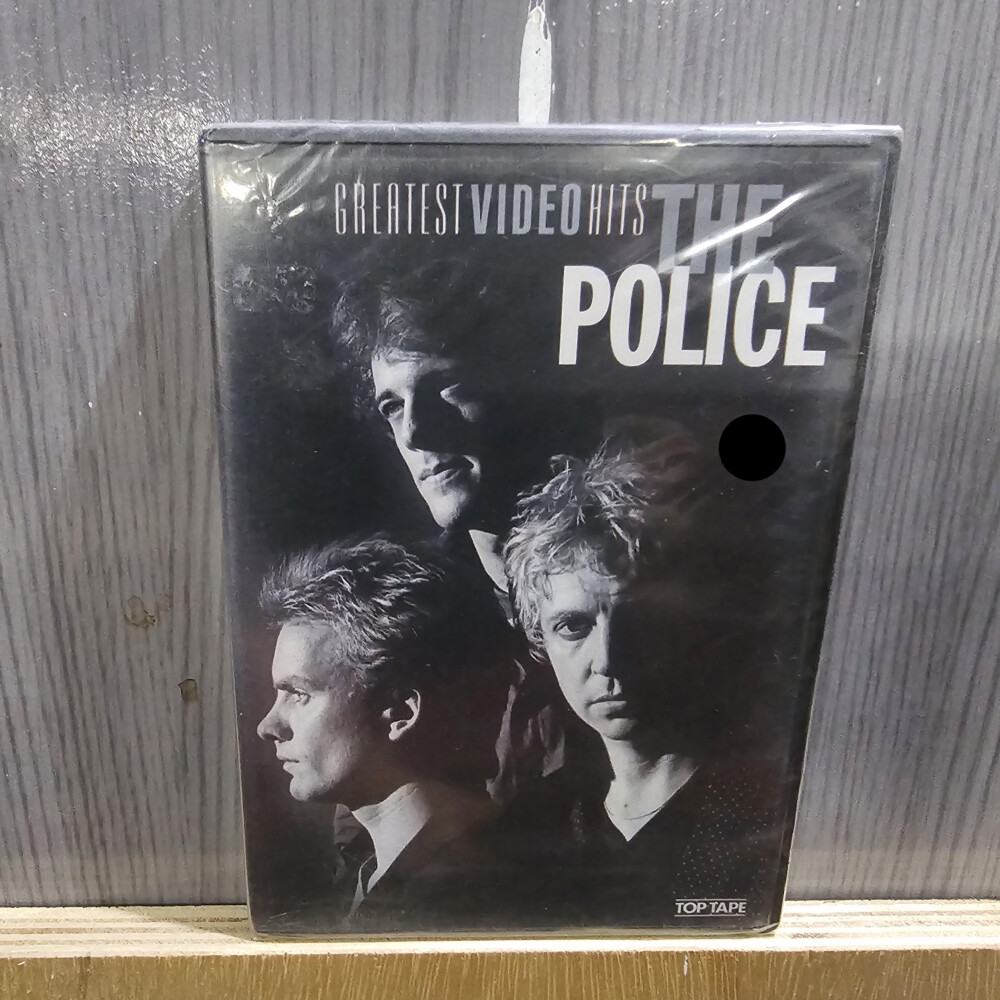 GREATEST VIDEO HITS THE
POLICE
TOP TAPE